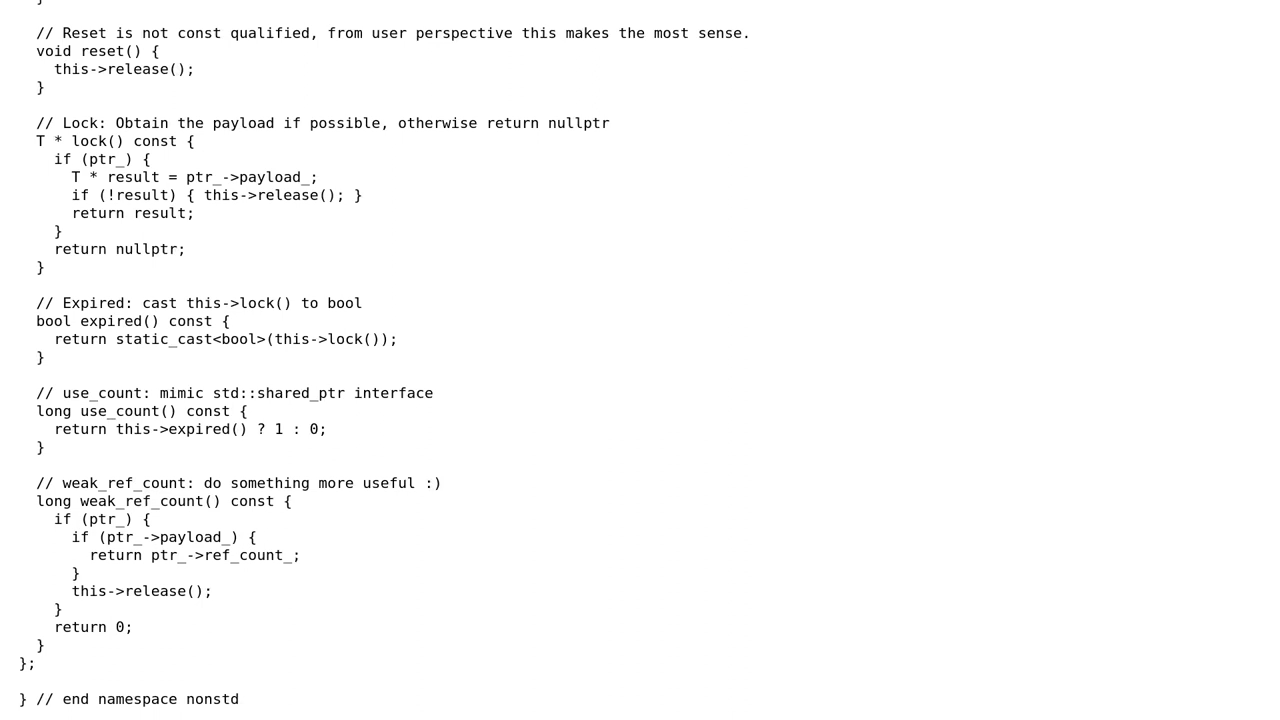 }

  // Reset is not const qualified, from user perspective this makes the most sense.
  void reset() {
    this->release();
  }

  // Lock: Obtain the payload if possible, otherwise return nullptr
  T * lock() const {
    if (ptr_) {
      T * result = ptr_->payload_;
      if (!result) { this->release(); }
      return result;
    }
    return nullptr;
  }

  // Expired: cast this->lock() to bool
  bool expired() const {
    return static_cast<bool>(this->lock());
  }

  // use_count: mimic std::shared_ptr interface
  long use_count() const {
    return this->expired() ? 1 : 0;
  }

  // weak_ref_count: do something more useful :)
  long weak_ref_count() const {
    if (ptr_) {
      if (ptr_->payload_) {
        return ptr_->ref_count_;
      }
      this->release();
    }
    return 0;
  }
};

} // end namespace nonstd